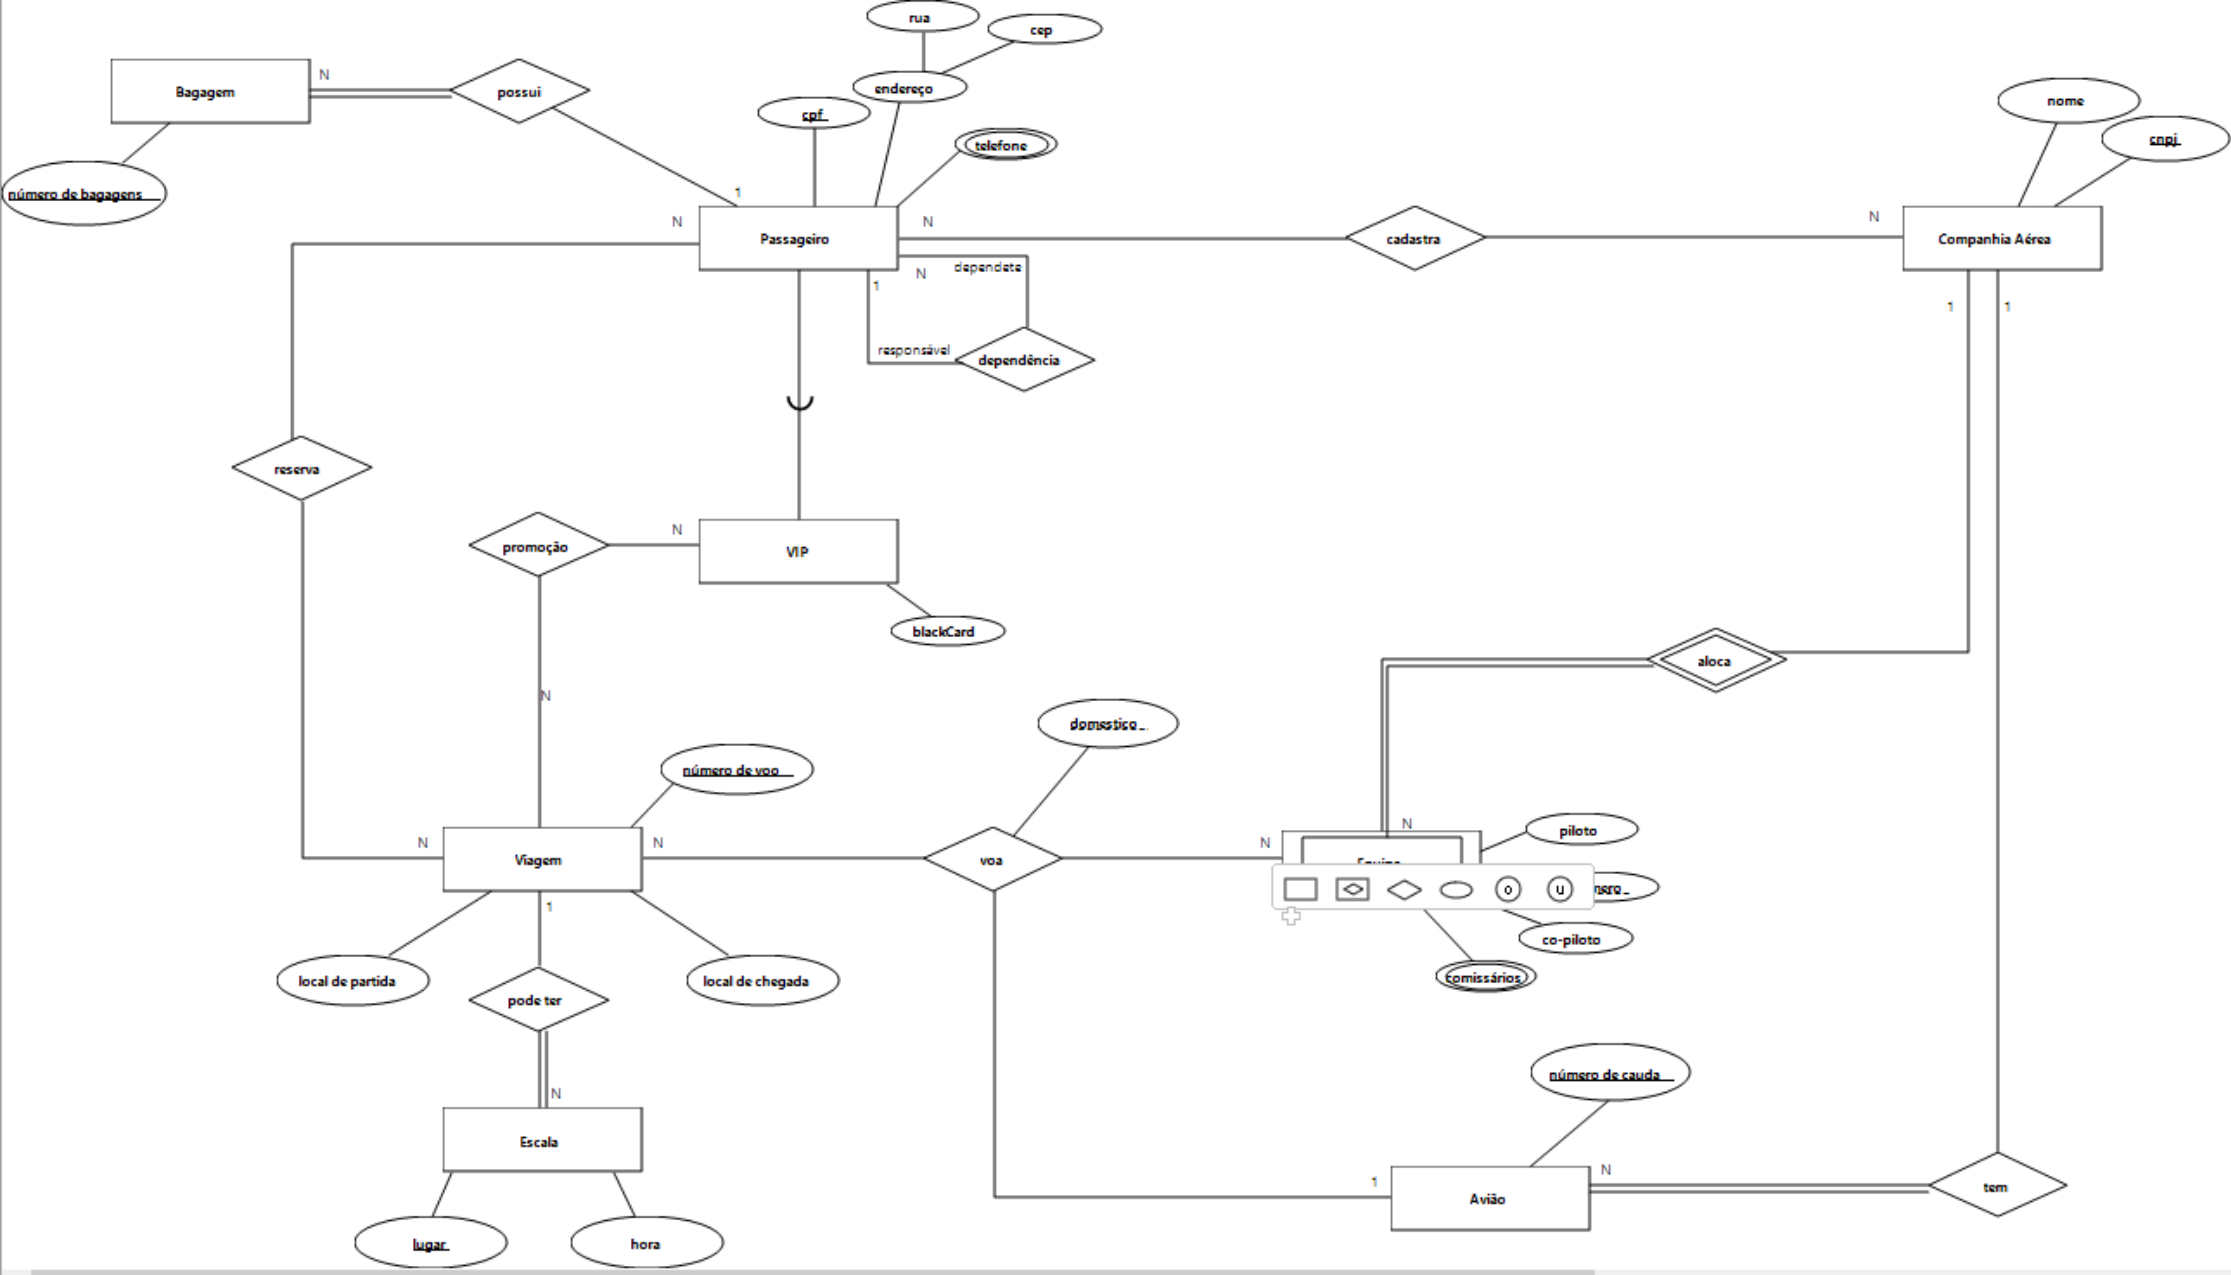 rua
cep
endereço
cpf
telefone
nome
cnpj
Bagagem
N
possui
número de bagagens
1
N
Passageiro
N
cadastra
N
Companhia Aérea
N
dependete
1
responsável
dependência
1
1
reserva
promoção
N
VIP
blackCard
aloca
N
domestico
número de voo
N
Viagem
N
voa
N
N
piloto
o
u
co-piloto
comissários
1
local de partida
local de chegada
pode ter
N
Escala
lugar
hora
número de cauda
1
Avião
N
tem